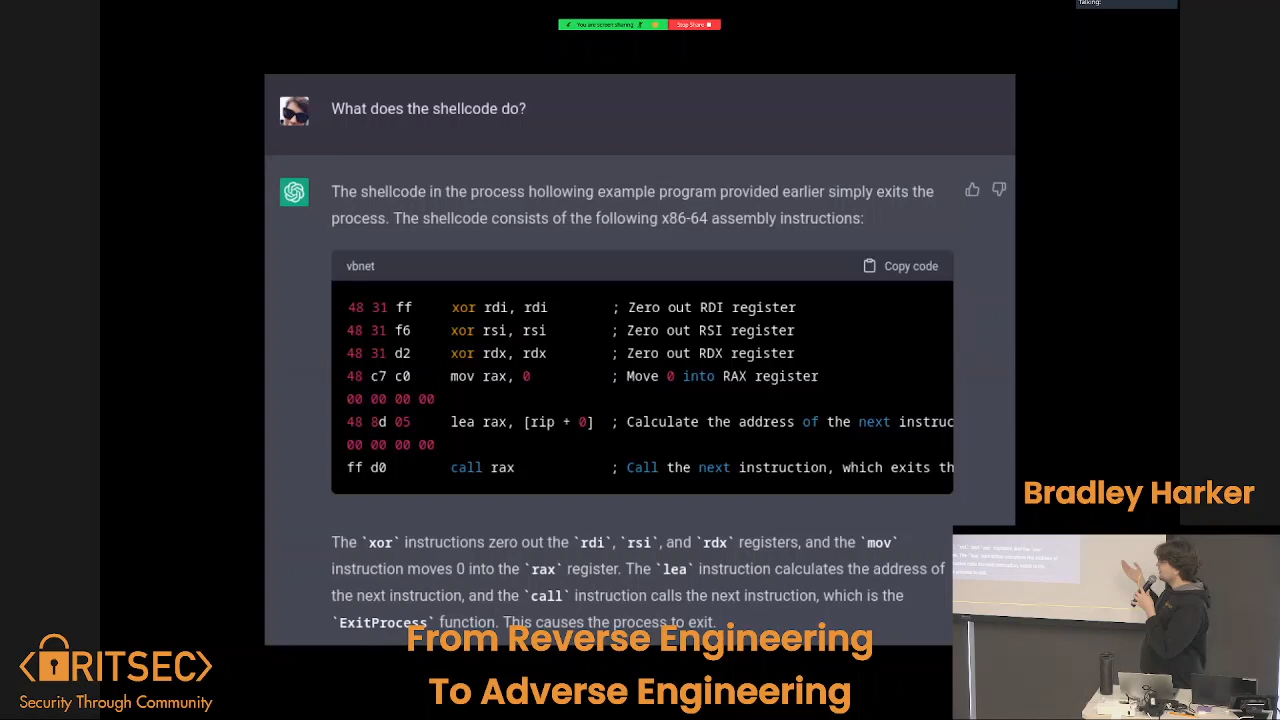 Talking:
You are screen sharing
Stop Share
What does the shellcode do?
The shellcode in the process hollowing example program provided earlier simply exits the
process. The shellcode consists of the following x86-64 assembly instructions:
vbnet
Copy code
48 31 ff xor rdi, rdi ; Zero out RDI register
48 31 f6 xor rsi, rsi ; Zero out RSI register
48 31 d2 xor rdx, rdx ; Zero out RDX register
48 c7 c0 mov rax, 0 ; Move 0 into RAX register
00 00 00 00
48 8d 05 lea rax, [rip + 0] ; Calculate the address of the next instruc
00 00 00 00
ff d0 call rax ; Call the next instruction, which exits th
The `xor` instructions zero out the `rdi`, `rsi`, and `rdx` registers, and the `mov`
instruction moves 0 into the `rax` register. The `lea` instruction calculates the address of
the next instruction, and the `call` instruction calls the next instruction, which is the
`ExitProcess` function. This causes the process to exit.
Bradley Harker
From Reverse Engineering
To Adverse Engineering
RITSEC
Security Through Community